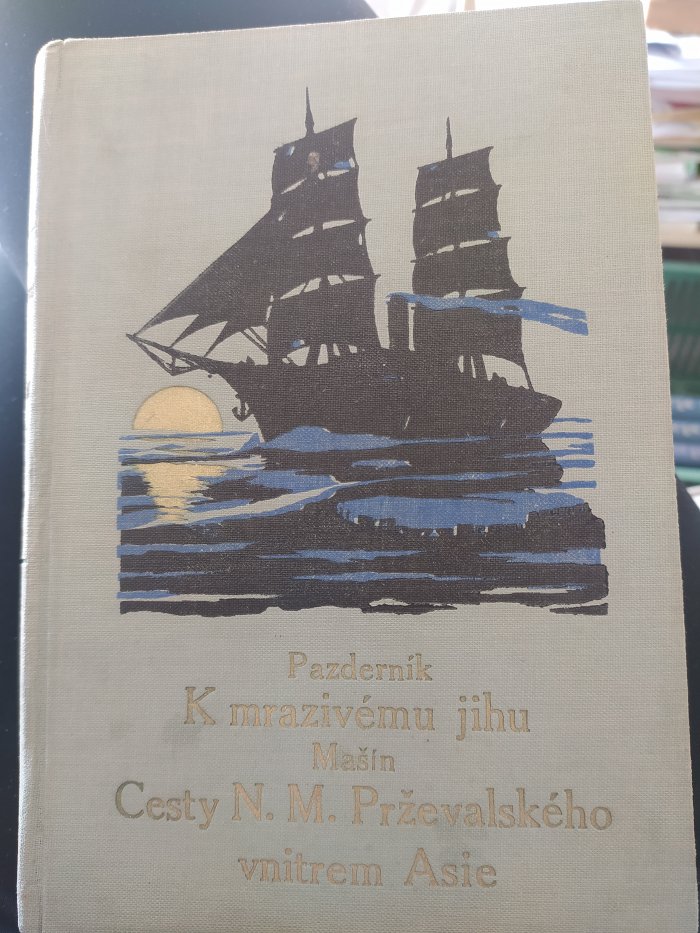 Pazderník
K mrazivému jihu
Mašín
Cesty N. M. Prževalského
vnitrem Asie